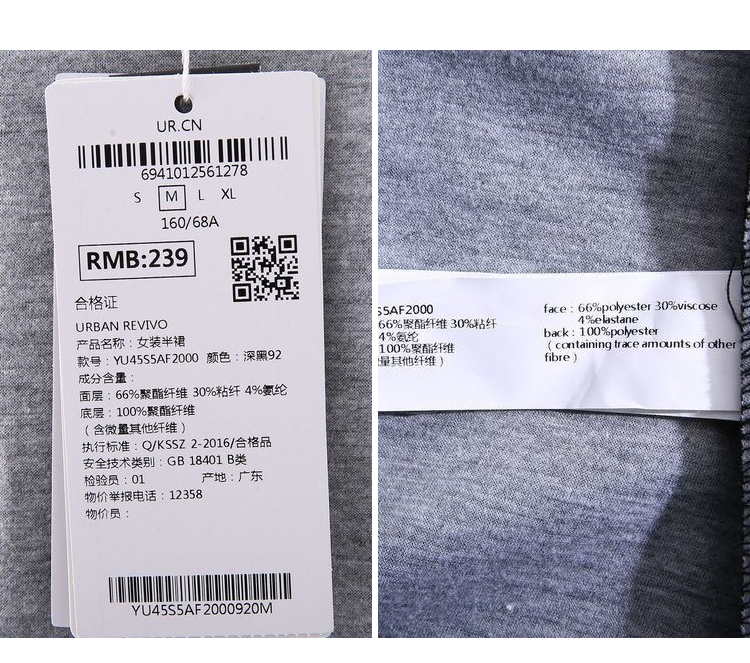 UR.CN
6941012561278
S M L XL
160/68A
RMB:239
合格证
URBAN REVIVO
产品名称：女装半裙
款号：YU45S5AF2000 颜色：深黑92
成分含量：
面层：66%聚酯纤维 30%粘纤 4%氨纶
底层：100%聚酯纤维
（含微量其他纤维）
执行标准：Q/KSSZ 2-2016/合格品
安全技术类别：GB 18401 B类
检验员：01 产地：广东
物价举报电话：12358
物价员：
YU45S5AF2000920M
S5AF2000
66%聚酯纤维 30%粘纤
4%氨纶
100%聚酯纤维
量其他纤维）
face : 66%polyester 30%viscose
4%elastane
back : 100%polyester
( containing trace amounts of other
fibre )